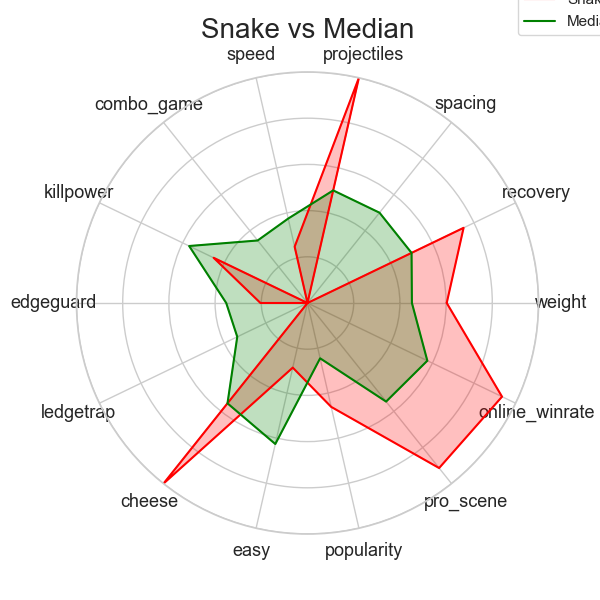 Snake vs Median
speed
projectiles
combo_game
spacing
killpower
recovery
edgeguard
weight
ledgetrap
online_winrate
cheese
pro_scene
easy
popularity